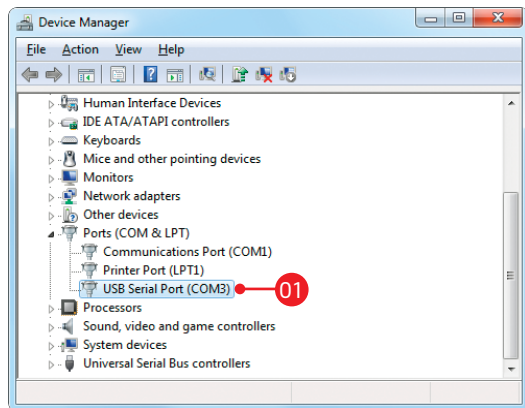 Device Manager
File Action View Help
Human Interface Devices
IDE ATA/ATAPI controllers
Keyboards
Mice and other pointing devices
Monitors
Network adapters
Other devices
Ports (COM & LPT)
Communications Port (COM1)
Printer Port (LPT1)
USB Serial Port (COM3) 01
Processors
Sound, video and game controllers
System devices
Universal Serial Bus controllers